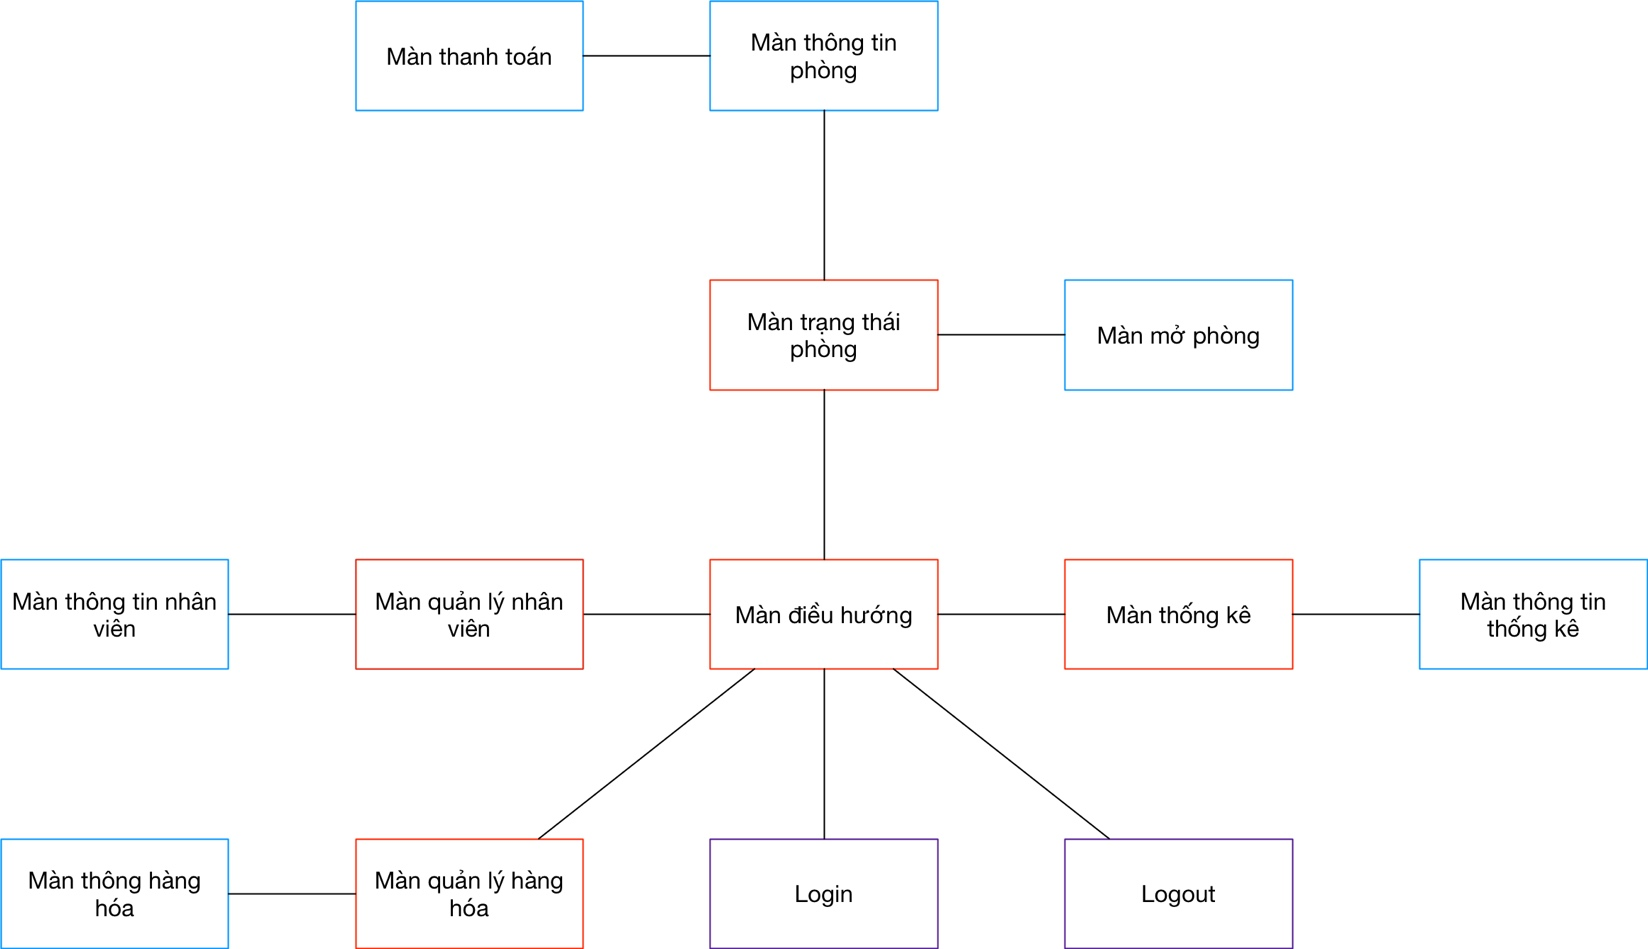 Màn thanh toán
Màn thông tin
phòng
Màn trạng thái
phòng
Màn mở phòng
Màn thông tin nhân
viên
Màn quản lý nhân
viên
Màn điều hướng
Màn thống kê
Màn thông tin
thống kê
Màn thông hàng
hóa
Màn quản lý hàng
hóa
Login
Logout